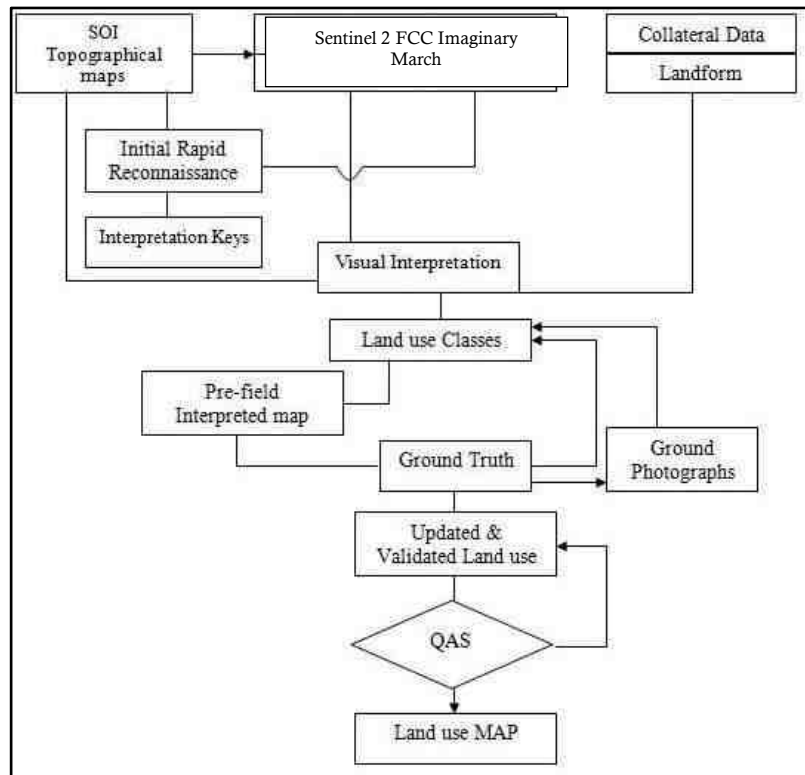 SOI
Topographical
maps
Sentinel 2 FCC Imaginary
March
Collateral Data
Landform
Initial Rapid
Reconnaissance
Interpretation Keys
Visual Interpretation
Land use Classes
Pre-field
Interpreted map
Ground Truth
Ground
Photographs
Updated &
Validated Land use
QAS
Land use MAP